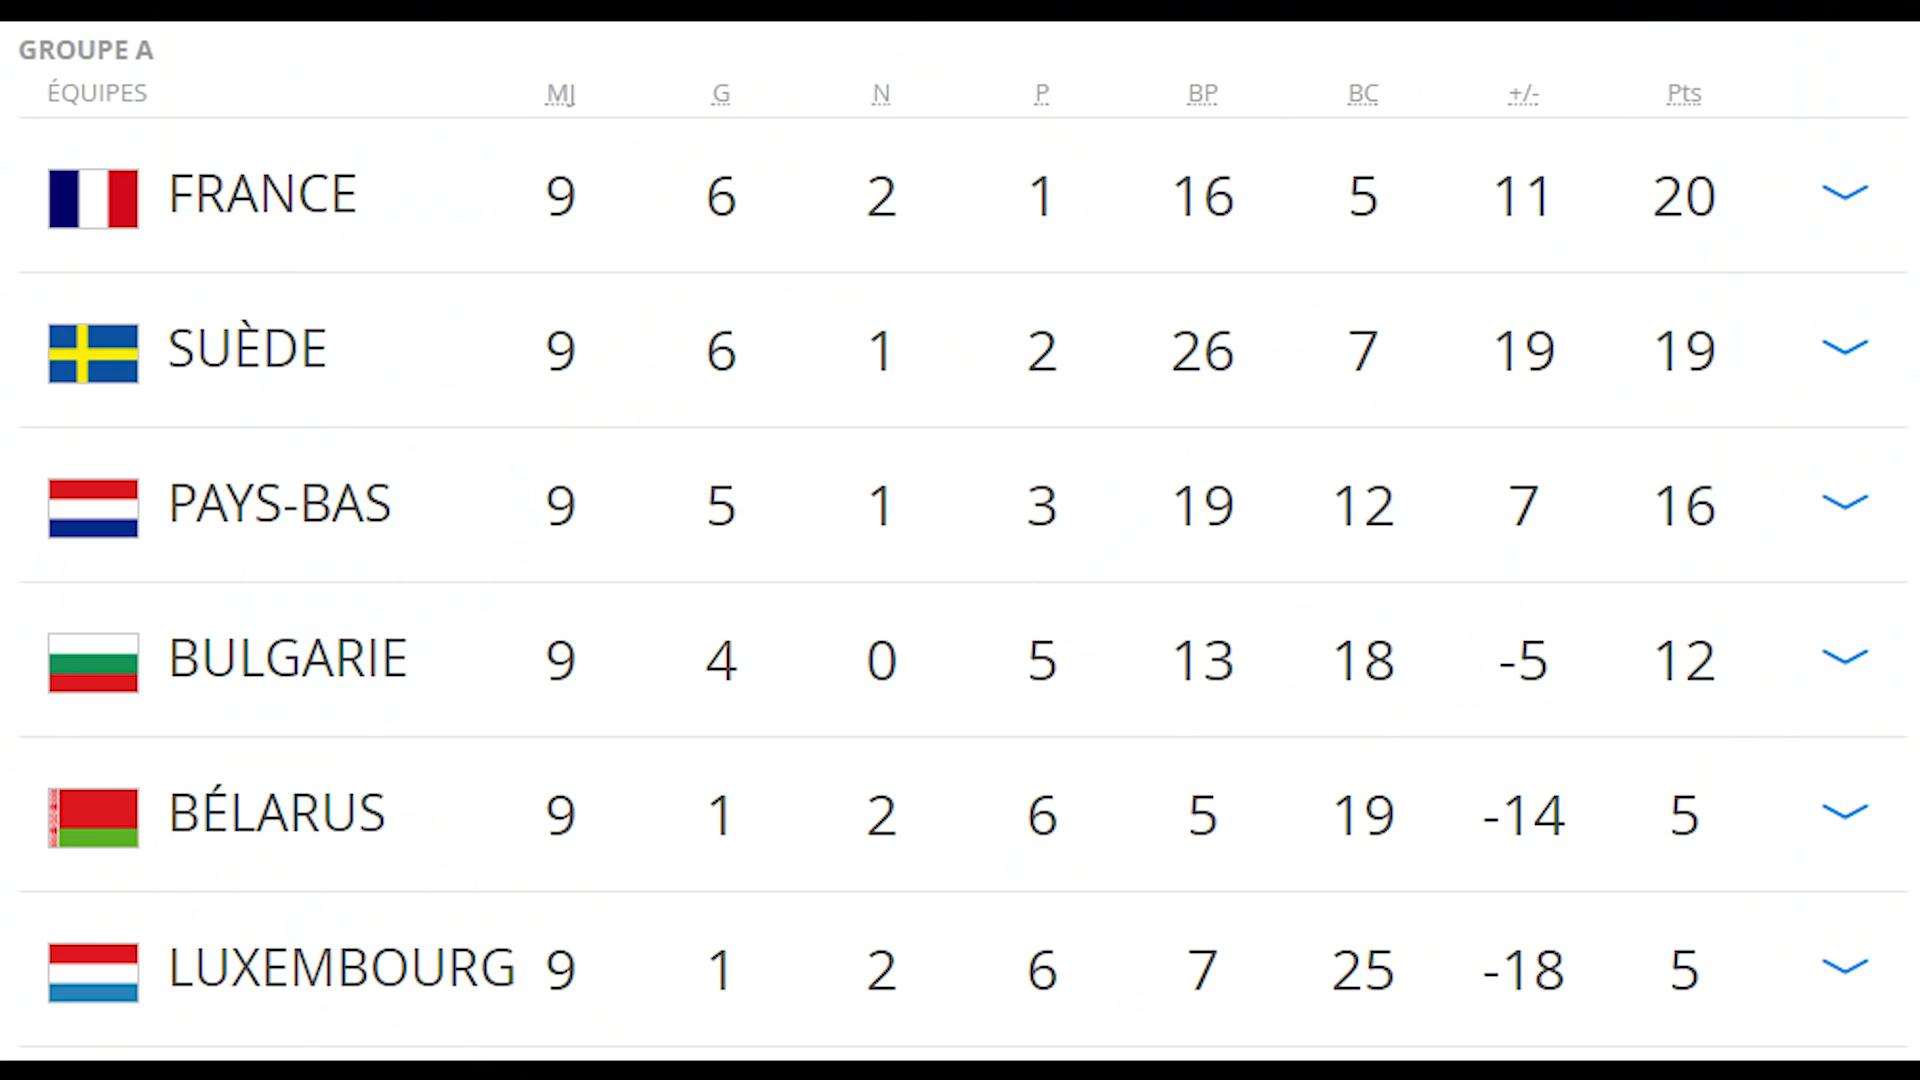 GROUPE A
ÉQUIPES MJ G N P BP BC +/- Pts
FRANCE 9 6 2 1 16 5 11 20
SUÈDE 9 6 1 2 26 7 19 19
PAYS-BAS 9 5 1 3 19 12 7 16
BULGARIE 9 4 0 5 13 18 -5 12
BÉLARUS 9 1 2 6 5 19 -14 5
LUXEMBOURG 9 1 2 6 7 25 -18 5